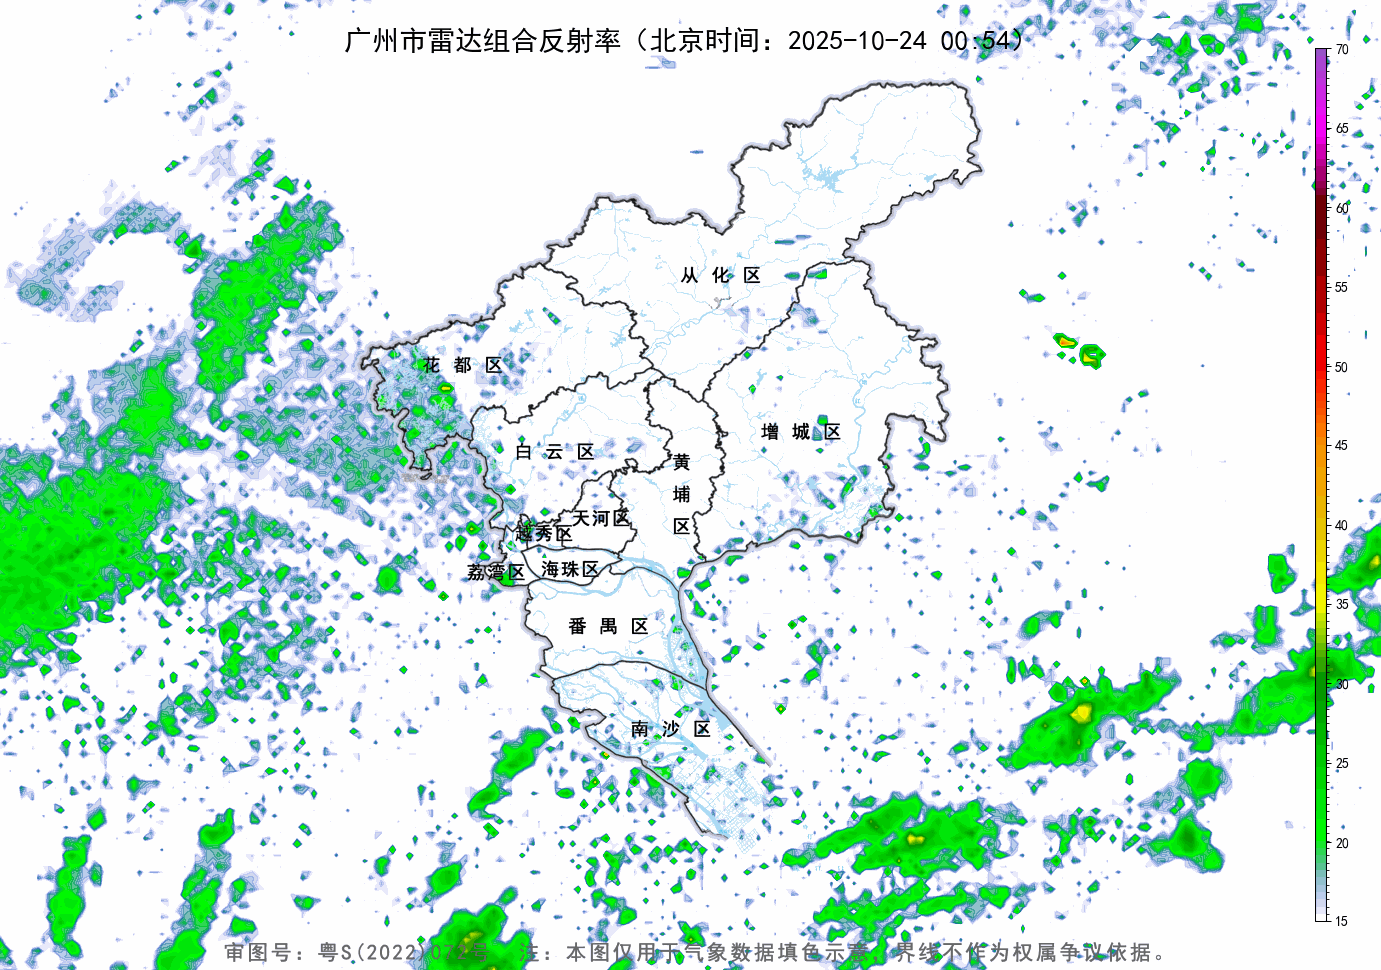 广州市雷达组合反射率（北京时间：2025-10-24 00:54）
70
65
60
55
50
45
40
35
30
25
20
15
从 化 区
花 都 区
增 城 区
白 云 区
黄
埔
区
天河区
越秀区
荔湾区
海珠区
番 禺 区
南 沙 区
审图号：粤S(2022)072号 注：本图仅用于气象数据填色示意，界线不作为权属争议依据。